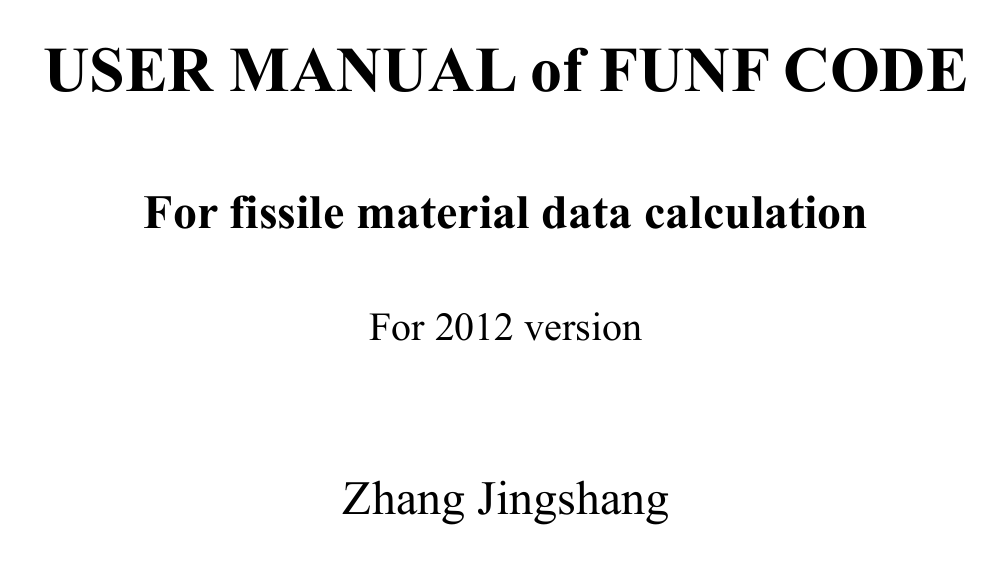 USER MANUAL of FUNF CODE
For fissile material data calculation
For 2012 version
Zhang Jingshang